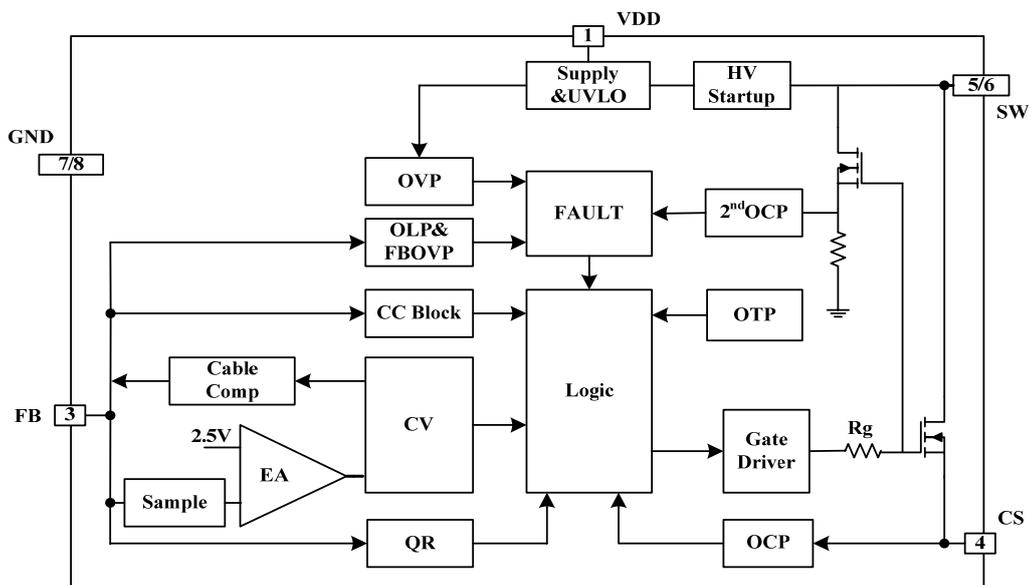 VDD
1
Supply
&UVLO
HV
Startup
5/6
SW
GND
7/8
OVP
FAULT
2ndOCP
OLP&
FBOVP
CC Block
OTP
Cable
Comp
Logic
FB
3
CV
2.5V
EA
Gate
Driver
Rg
Sample
QR
OCP
CS
4